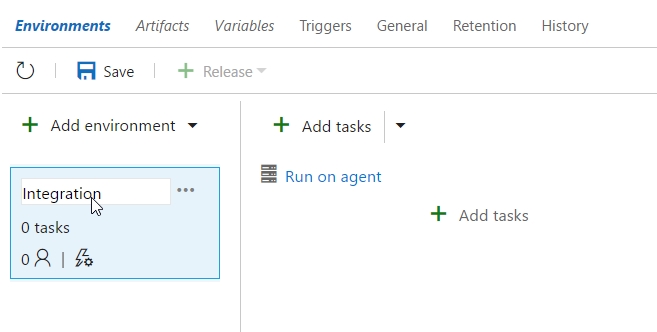 Environments Artifacts Variables Triggers General Retention History
Save Release
Add environment Add tasks
Integration
Run on agent
Add tasks
0 tasks
0 |